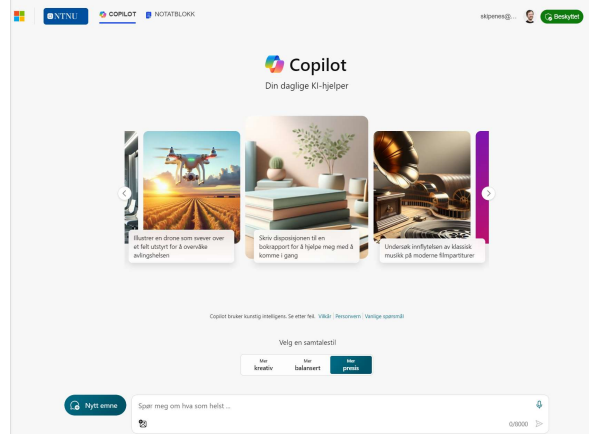 NTNU
COPILOT
NOTATBLOKK
skipenes@...
Beskyttet
Copilot
Din daglige KI-hjelper
Illustrer en drone som svever over
et felt utstyrt for å overvåke
avlingshelsen
Skriv disposisjonen til en
bokrapport for å hjelpe meg med å
komme i gang
Undersøk innflytelsen av klassisk
musikk på moderne filmpartiturer
Copilot bruker kunstig intelligens. Se etter feil. Vilkår | Personvern | Vanlige spørsmål
Velg en samtalestil
Mer
kreativ
Mer
balansert
Mer
presis
Nytt emne
Spør meg om hva som helst ...
0/8000